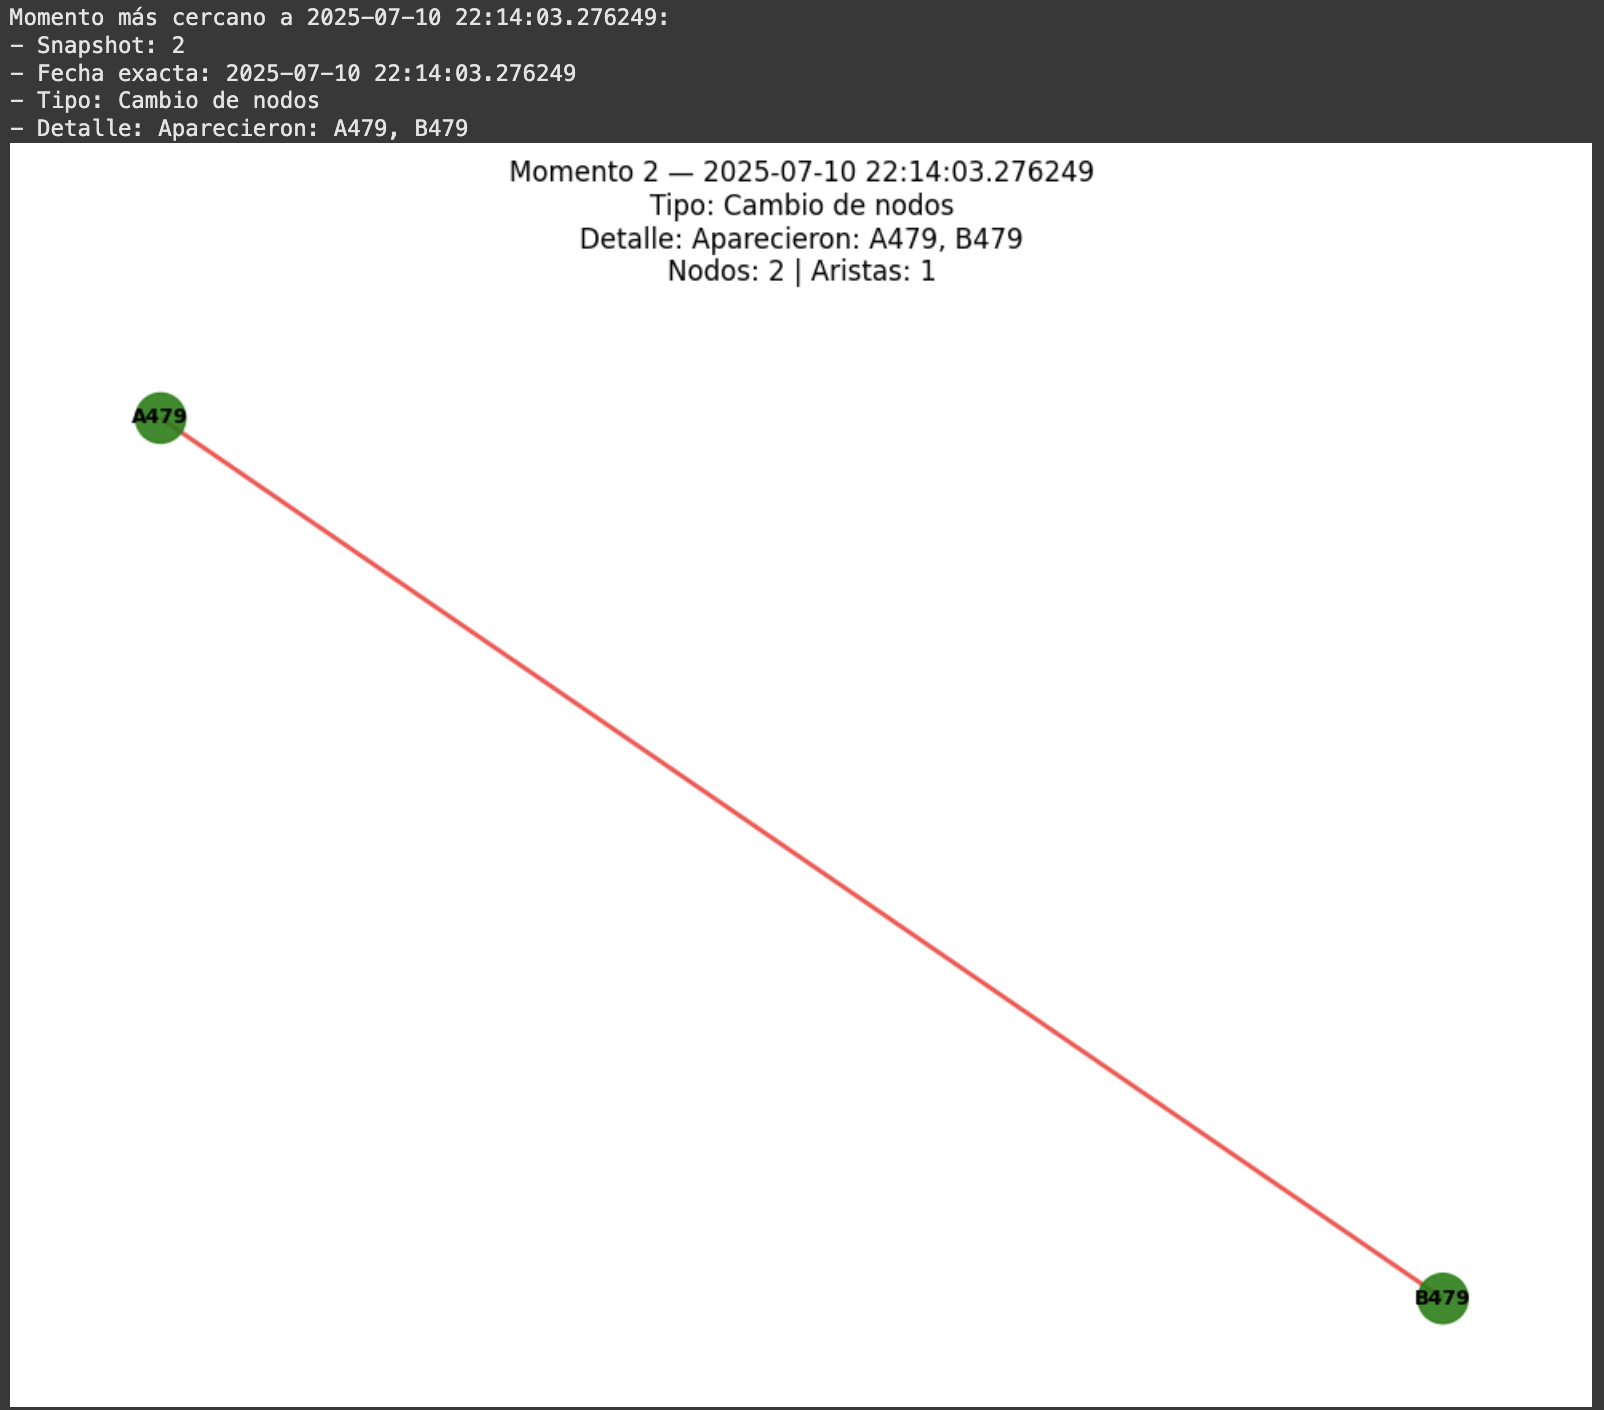 Momento más cercano a 2025-07-10 22:14:03.276249:
- Snapshot: 2
- Fecha exacta: 2025-07-10 22:14:03.276249
- Tipo: Cambio de nodos
- Detalle: Aparecieron: A479, B479
Momento 2 — 2025-07-10 22:14:03.276249
Tipo: Cambio de nodos
Detalle: Aparecieron: A479, B479
Nodos: 2 | Aristas: 1
A479
B479